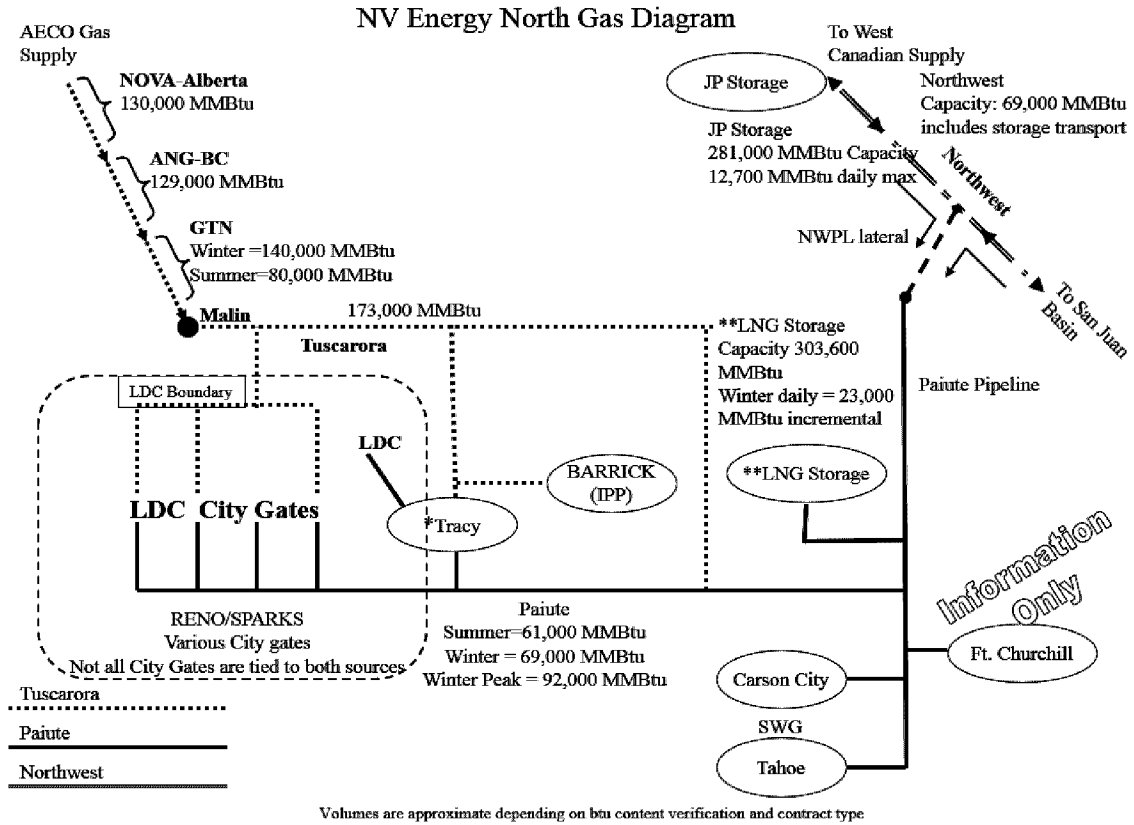 NV Energy North Gas Diagram
AECO Gas
Supply
NOVA-Alberta
130,000 MMBtu
ANG-BC
129,000 MMBtu
GTN
Winter =140,000 MMBtu
Summer=80,000 MMBtu
Malin
173,000 MMBtu
Tuscarora
To West
Canadian Supply
JP Storage
Northwest
Capacity: 69,000 MMBtu
includes storage transport
JP Storage
281,000 MMBtu Capacity
12,700 MMBtu daily max
Northwest
NWPL lateral
To San Juan
Basin
**LNG Storage
Capacity 303,600
MMBtu
Winter daily = 23,000
MMBtu incremental
Paiute Pipeline
LDC Boundary
LDC
BARRICK
(IPP)
**LNG Storage
LDC City Gates
*Tracy
Information
Only
RENO/SPARKS
Various City gates
Not all City Gates are tied to both sources
Paiute
Summer=61,000 MMBtu
Winter = 69,000 MMBtu
Winter Peak = 92,000 MMBtu
Ft. Churchill
Carson City
SWG
Tahoe
Tuscarora
Paiute
Northwest
Volumes are approximate depending on btu content verification and contract type